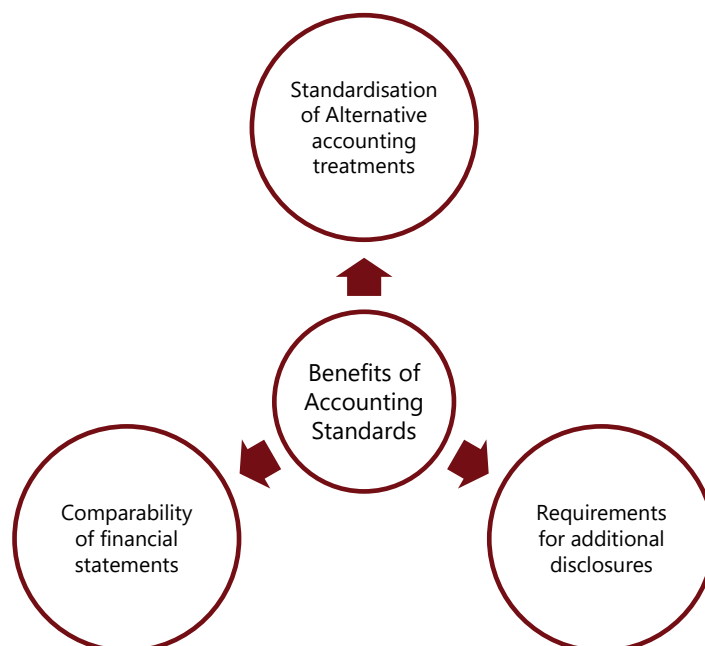 Standardisation
of Alternative
accounting
treatments
Benefits of
Accounting
Standards
Comparability
of financial
statements
Requirements
for additional
disclosures